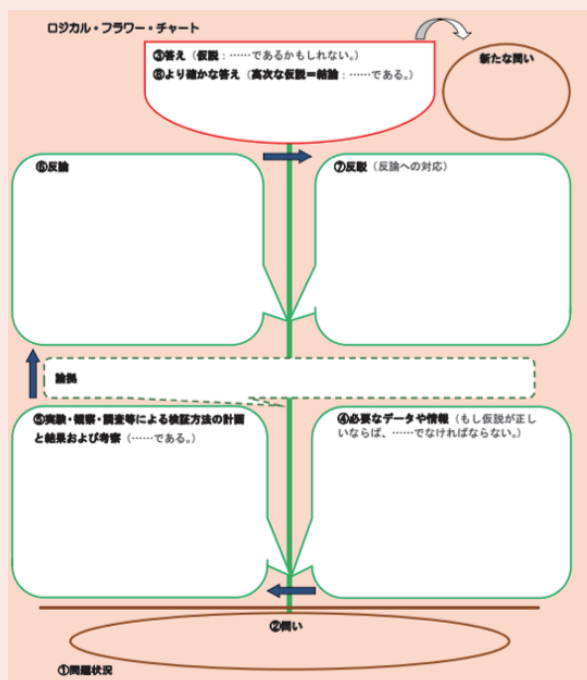 ロジカル・フラワー・チャート
③答え（仮説：……であるかもしれない。）
⑧より確かな答え（高次な仮説＝結論：……である。）
新たな問い
⑥反論
⑦反駁（反論への対応）
論拠
⑤実験・観察・調査等による検証方法の計画
と結果および考察（……である。）
④必要なデータや情報（もし仮説が正し
いならば、……でなければならない。）
②問い
①問題状況